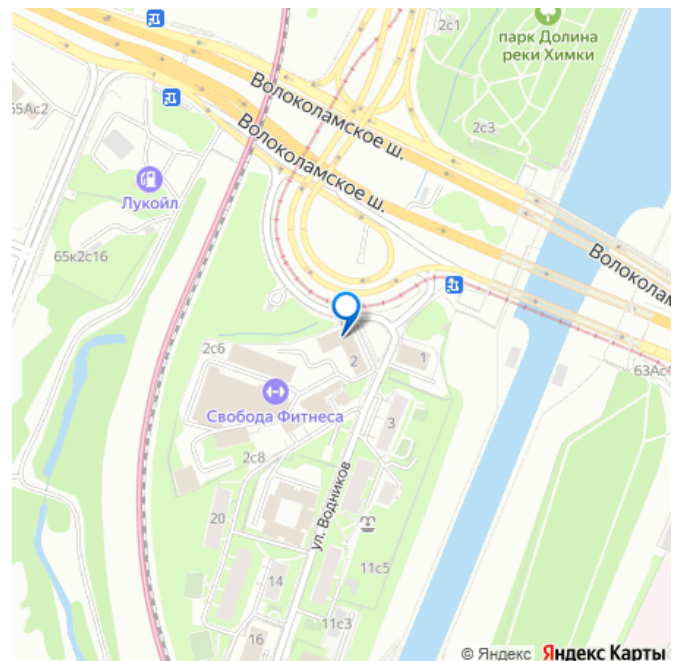 2с1
парк Долина
реки Химки
65Ас2
Волоколамское ш.
2с3
Лукойл
Волоколамское ш.
65к2с16
Волоколам
2с6
2
1
63Ас
Свобода Фитнеса
3
2с8
ул. Водников
20
11с5
14
11с3
16
© Яндекс Яндекс Карты